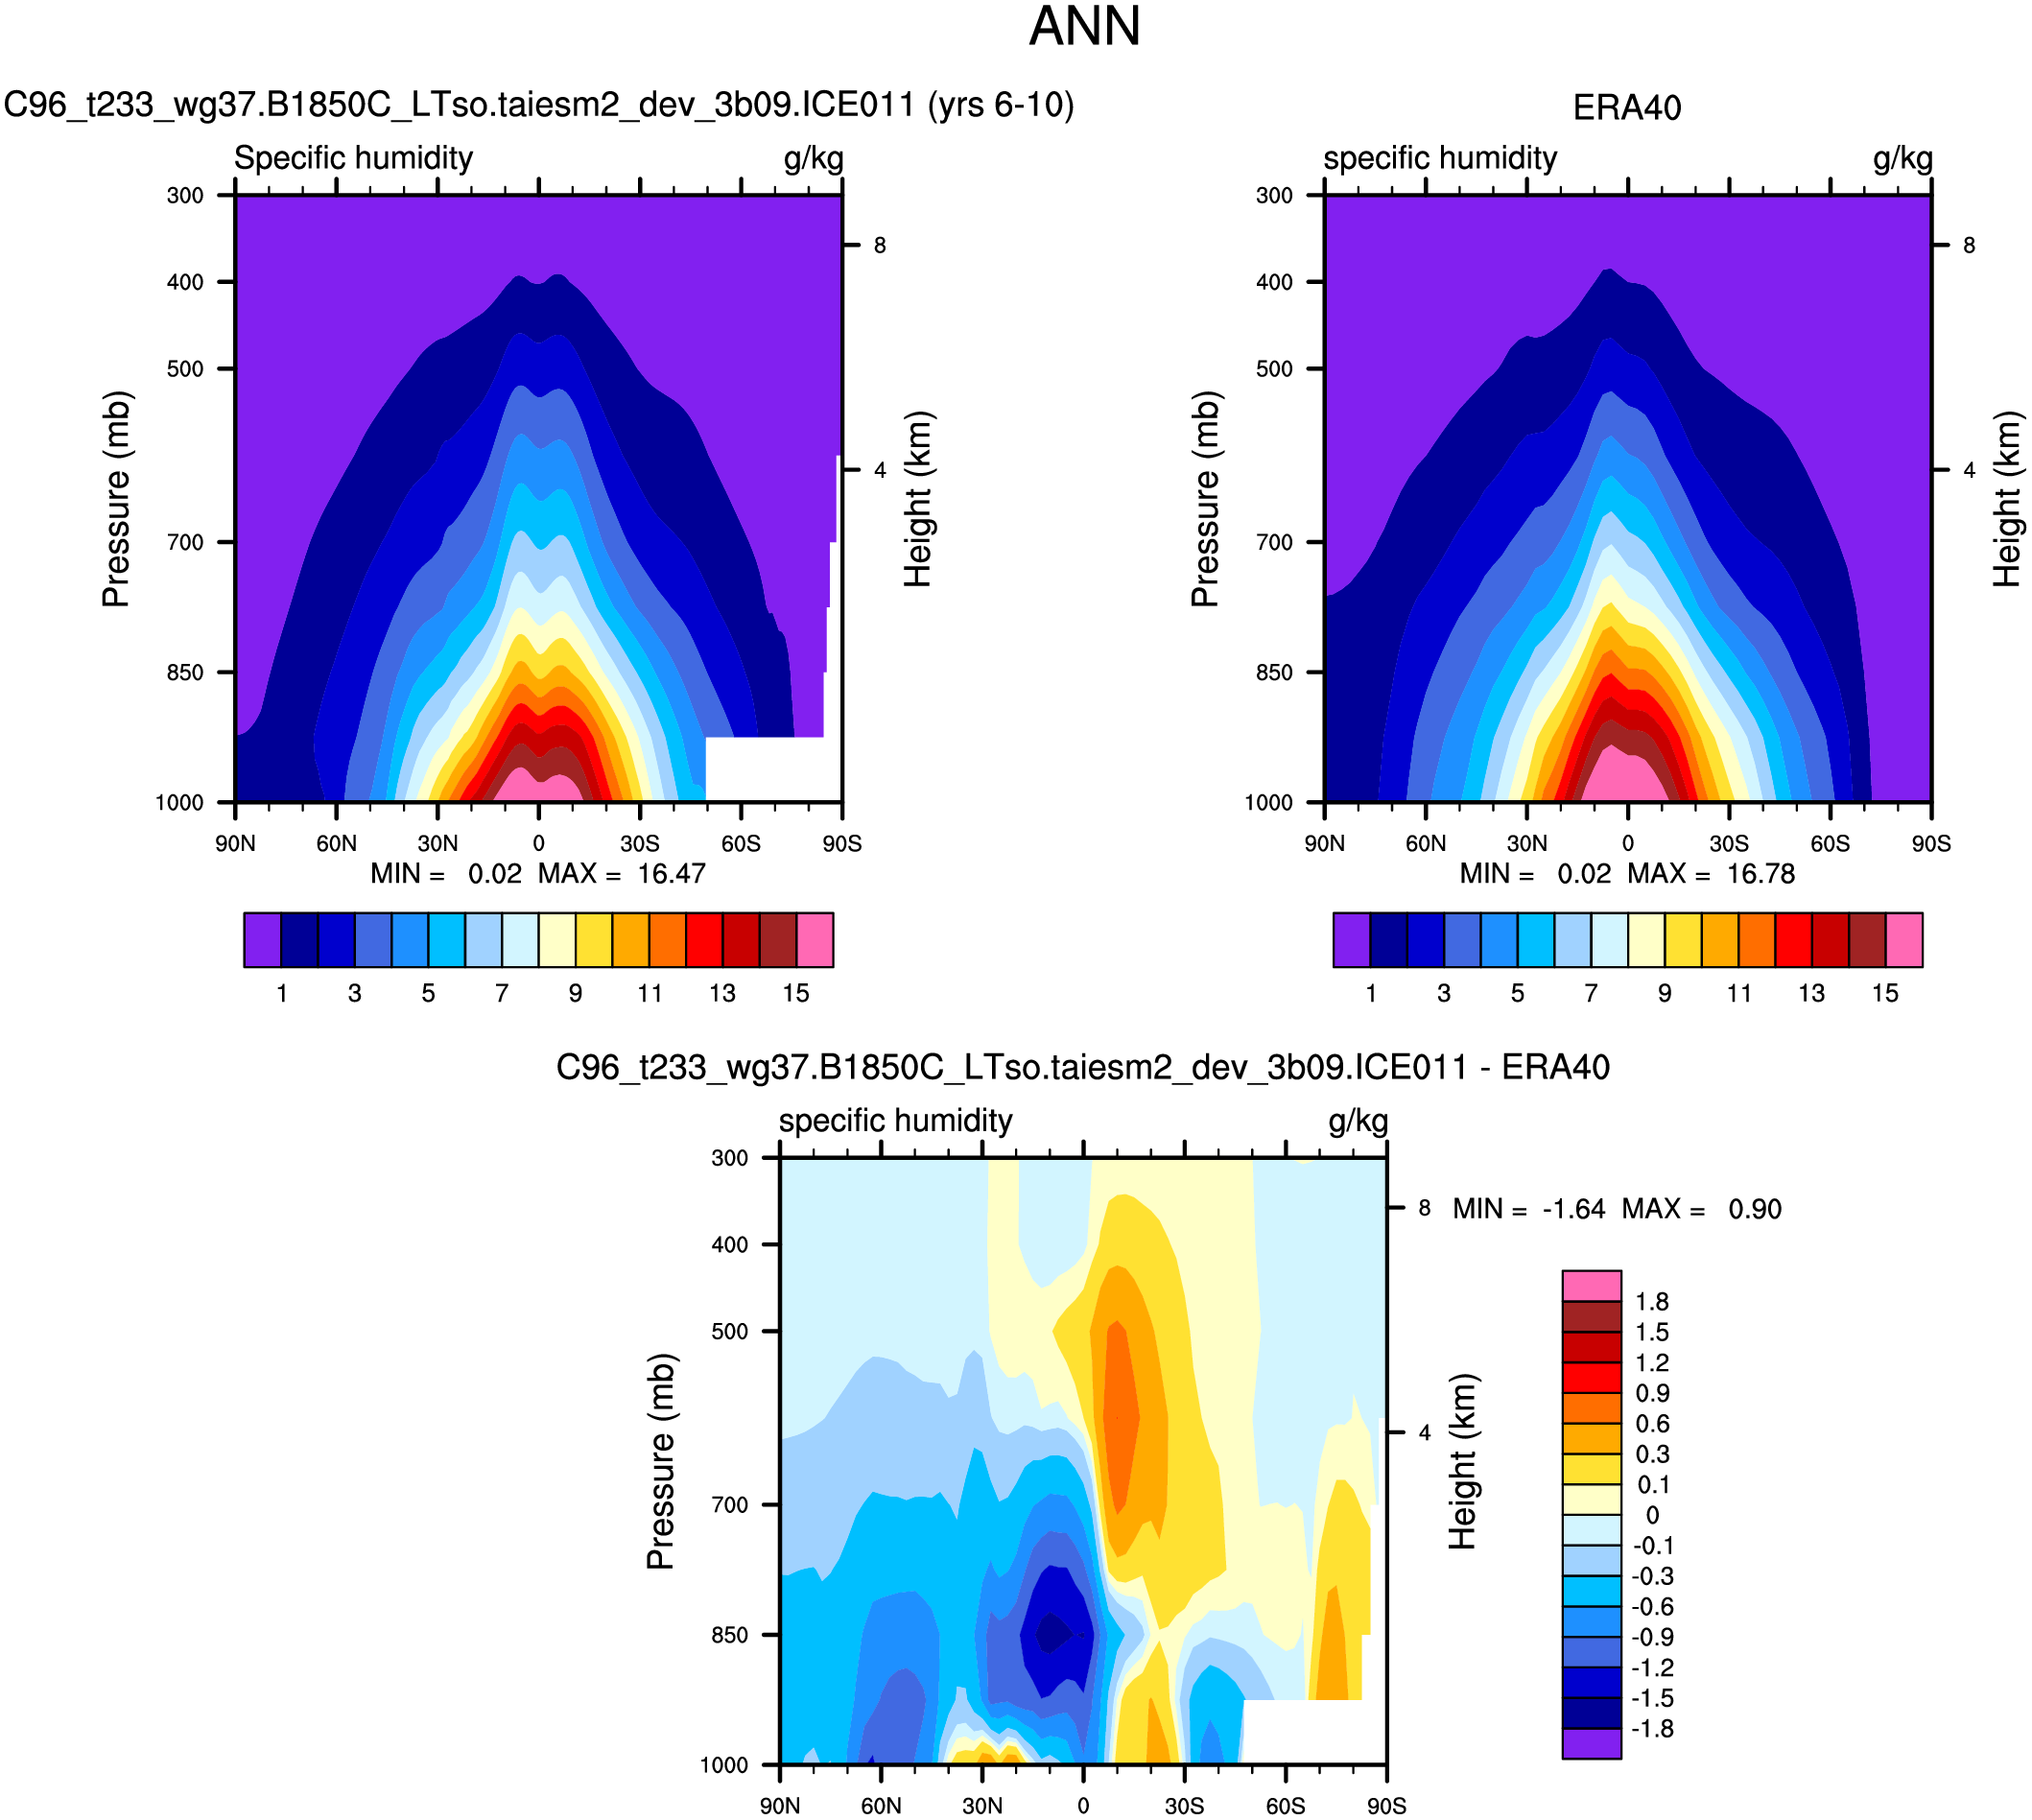 ANN
C96_t233_wg37.B1850C_LTso.taiesm2_dev_3b09.ICE011 (yrs 6-10)
Specific humidity g/kg
300
400
500
700
850
1000
Pressure (mb)
8
4
Height (km)
90N 60N 30N 0 30S 60S 90S
MIN = 0.02 MAX = 16.47
1 3 5 7 9 11 13 15
ERA40
specific humidity g/kg
300
400
500
700
850
1000
Pressure (mb)
8
4
Height (km)
90N 60N 30N 0 30S 60S 90S
MIN = 0.02 MAX = 16.78
1 3 5 7 9 11 13 15
C96_t233_wg37.B1850C_LTso.taiesm2_dev_3b09.ICE011 - ERA40
specific humidity g/kg
300
400
500
700
850
1000
Pressure (mb)
8
4
Height (km)
90N 60N 30N 0 30S 60S 90S
MIN = -1.64 MAX = 0.90
1.8
1.5
1.2
0.9
0.6
0.3
0.1
0
-0.1
-0.3
-0.6
-0.9
-1.2
-1.5
-1.8